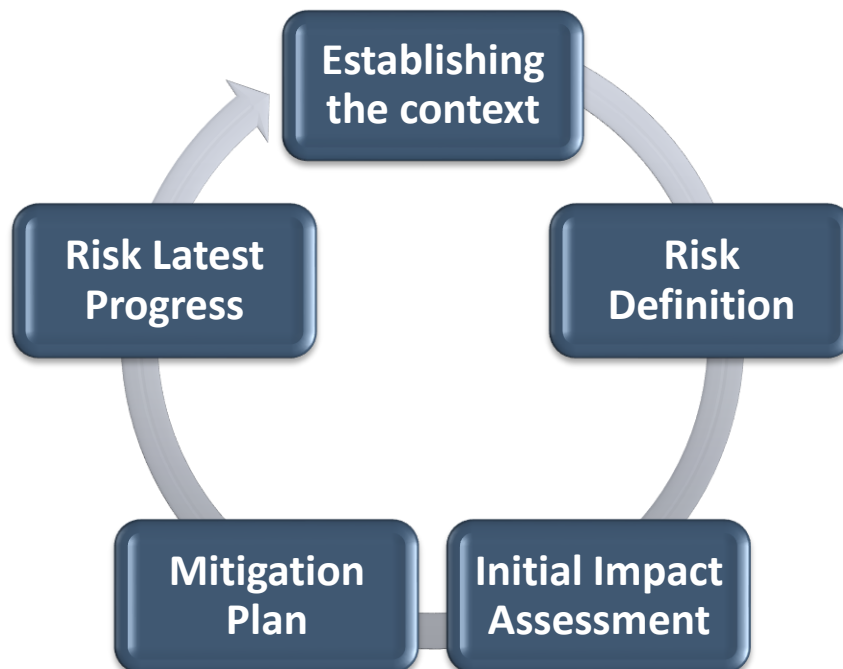 Establishing
the context
Risk
Definition
Initial Impact
Assessment
Mitigation
Plan
Risk Latest
Progress